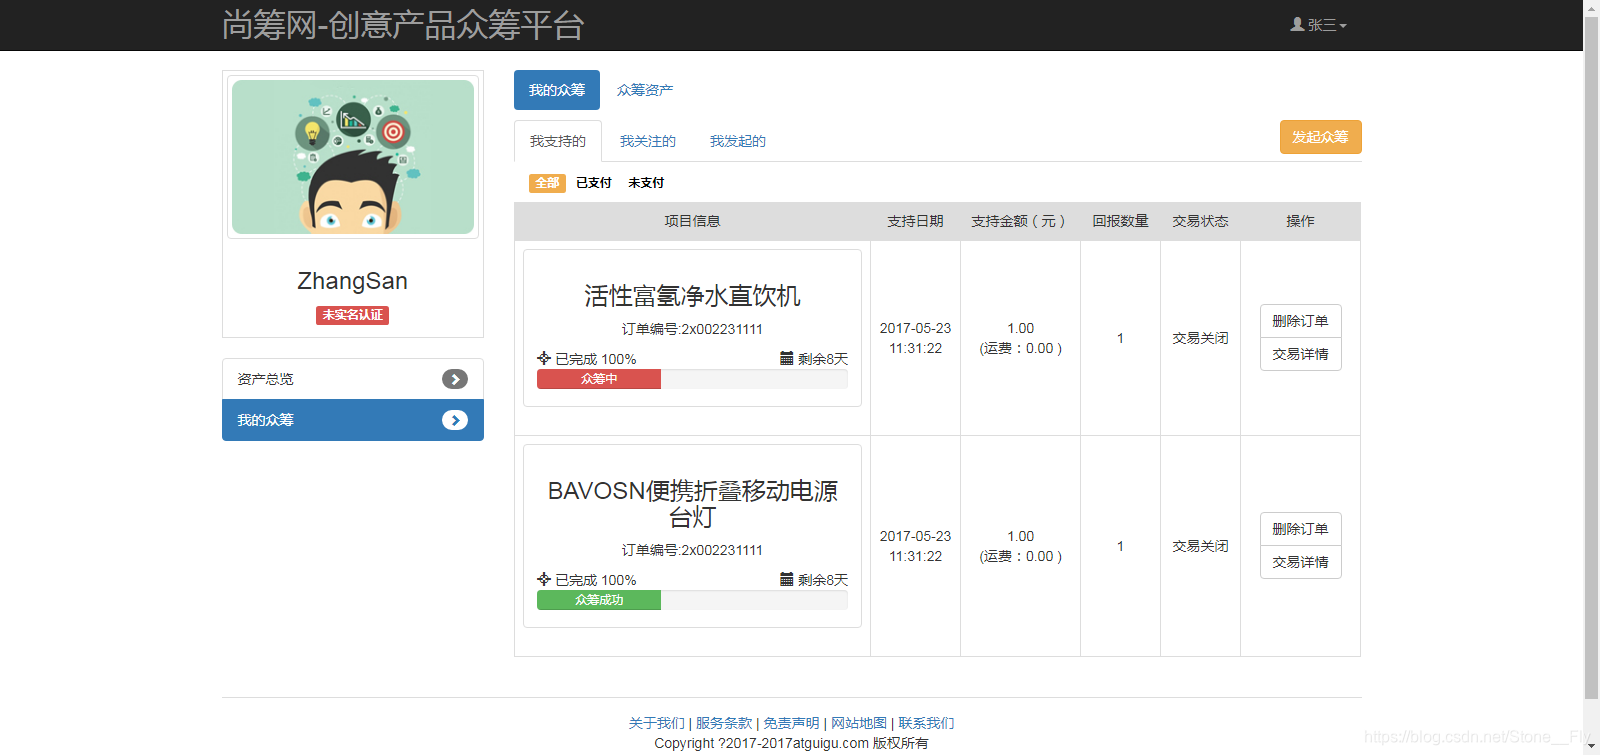 尚筹网-创意产品众筹平台
张三
ZhangSan
未实名认证
资产总览
我的众筹
我的众筹 众筹资产
我支持的 我关注的 我发起的
发起众筹
全部 已支付 未支付
项目信息 支持日期 支持金额（元） 回报数量 交易状态 操作
活性富氢净水直饮机
订单编号:2x002231111
已完成 100% 剩余8天
众筹中
2017-05-23
11:31:22
1.00
(运费：0.00 )
1
交易关闭
删除订单
交易详情
BAVOSN便携折叠移动电源
台灯
订单编号:2x002231111
已完成 100% 剩余8天
众筹成功
2017-05-23
11:31:22
1.00
(运费：0.00 )
1
交易关闭
删除订单
交易详情
关于我们 | 服务条款 | 免责声明 | 网站地图 | 联系我们
Copyright ?2017-2017atguigu.com 版权所有
https://blog.csdn.net/Stone__Fly